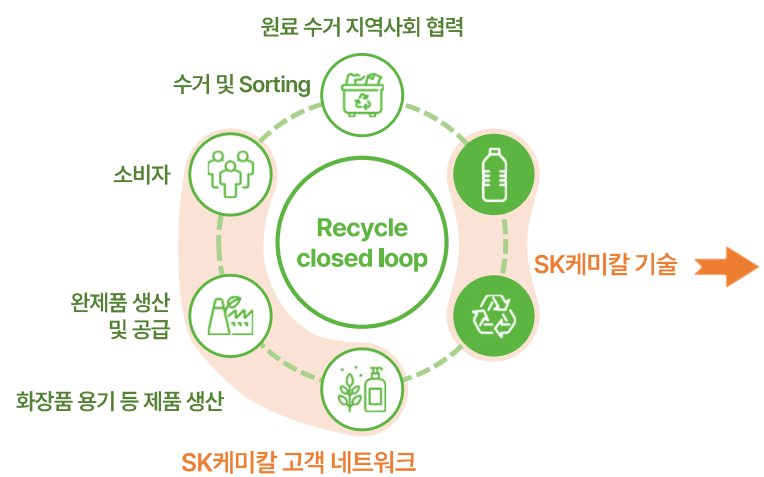 원료 수거 지역사회 협력
수거 및 Sorting
소비자
Recycle
closed loop
SK케미칼 기술
완제품 생산
및 공급
화장품 용기 등 제품 생산
SK케미칼 고객 네트워크